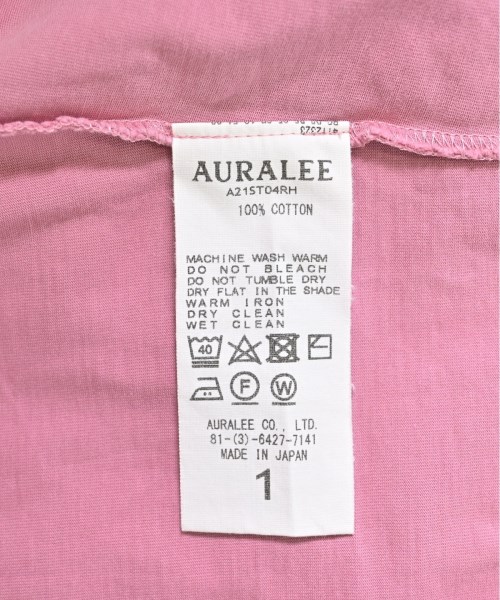 4112323
AURALEE
A21ST04RH
100% COTTON
MACHINE WASH WARM
DO NOT BLEACH
DO NOT TUMBLE DRY
DRY FLAT IN THE SHADE
WARM IRON
DRY CLEAN
WET CLEAN
40
F W
AURALEE CO., LTD.
81-(3)-6427-7141
MADE IN JAPAN
1